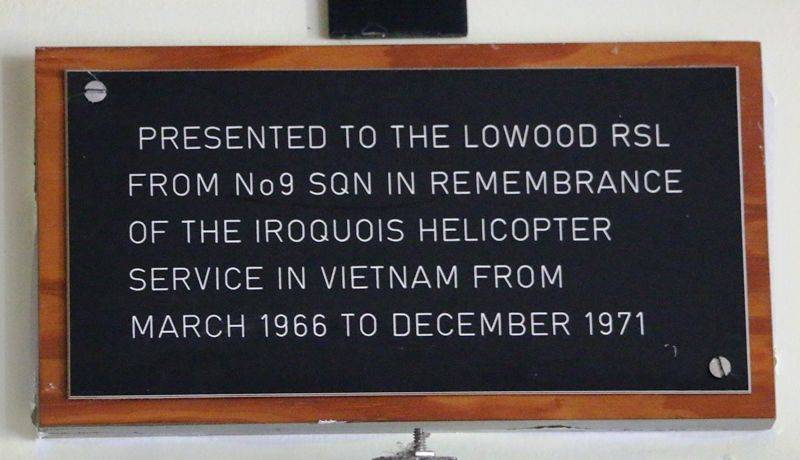 PRESENTED TO THE LOWOOD RSL
FROM No9 SQN IN REMEMBRANCE
OF THE IROQUOIS HELICOPTER
SERVICE IN VIETNAM FROM
MARCH 1966 TO DECEMBER 1971